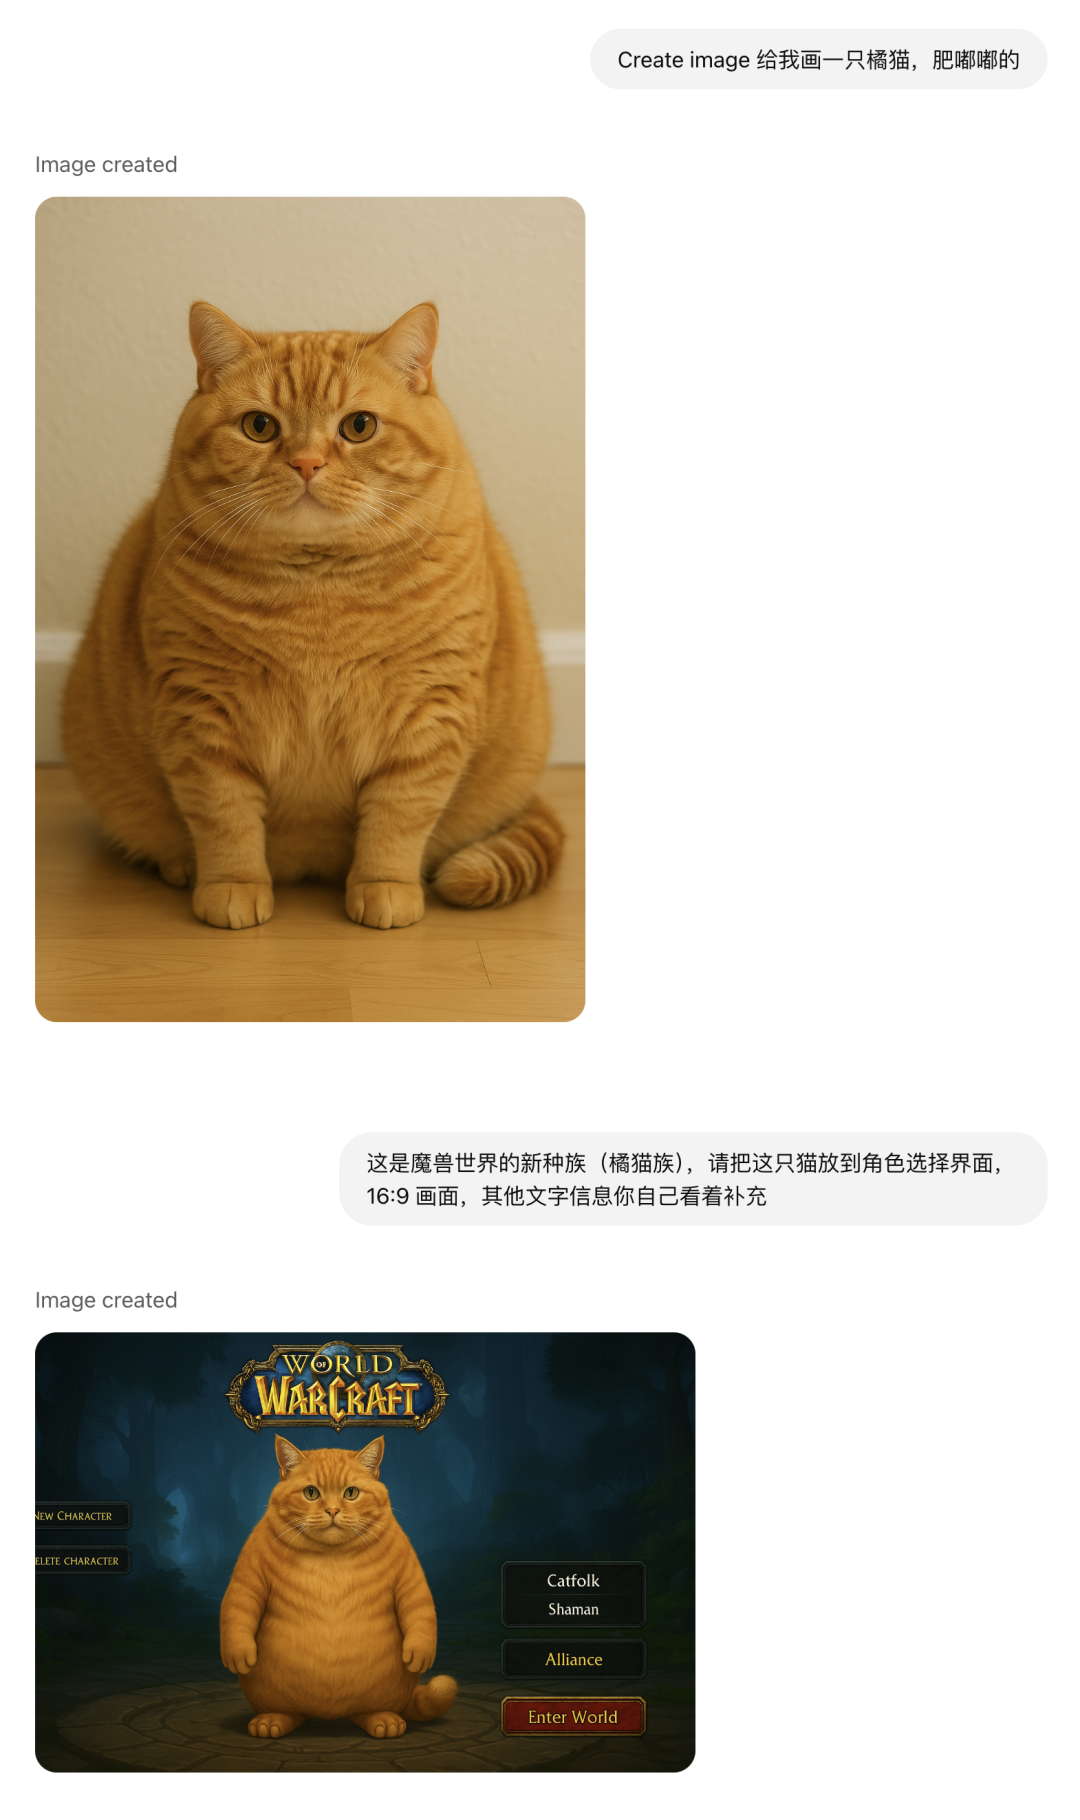 Create image 给我画一只橘猫，肥嘟嘟的
Image created
这是魔兽世界的新种族（橘猫族），请把这只猫放到角色选择界面，
16:9 画面，其他文字信息你自己看着补充
Image created
WORLD
OF
WARCRAFT
NEW CHARACTER
ELETE CHARACTER
Catfolk
Shaman
Alliance
Enter World